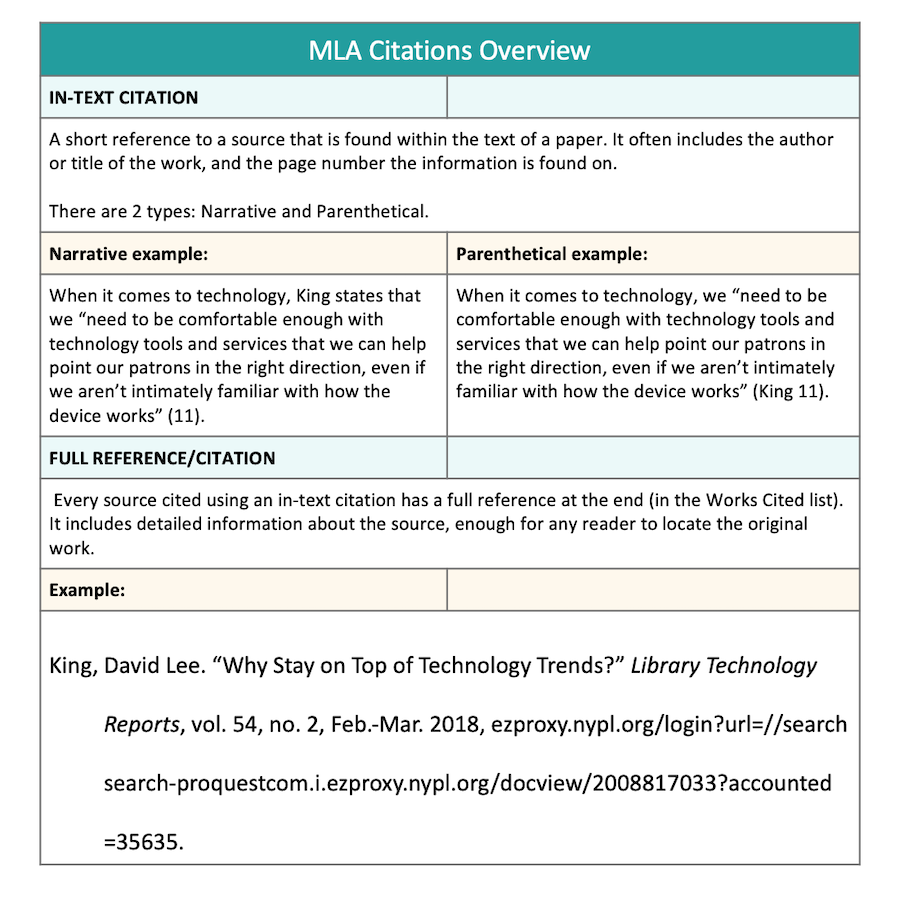 MLA Citations Overview
IN-TEXT CITATION
A short reference to a source that is found within the text of a paper. It often includes the author
or title of the work, and the page number the information is found on.
There are 2 types: Narrative and Parenthetical.
Narrative example:
When it comes to technology, King states that
we “need to be comfortable enough with
technology tools and services that we can help
point our patrons in the right direction, even if
we aren’t intimately familiar with how the
device works” (11).
Parenthetical example:
When it comes to technology, we “need to be
comfortable enough with technology tools and
services that we can help point our patrons in
the right direction, even if we aren’t intimately
familiar with how the device works” (King 11).
FULL REFERENCE/CITATION
Every source cited using an in-text citation has a full reference at the end (in the Works Cited list).
It includes detailed information about the source, enough for any reader to locate the original
work.
Example:
King, David Lee. “Why Stay on Top of Technology Trends?” Library Technology
Reports, vol. 54, no. 2, Feb.-Mar. 2018, ezproxy.nypl.org/login?url=//search
search-proquestcom.i.ezproxy.nypl.org/docview/2008817033?accounted
=35635.